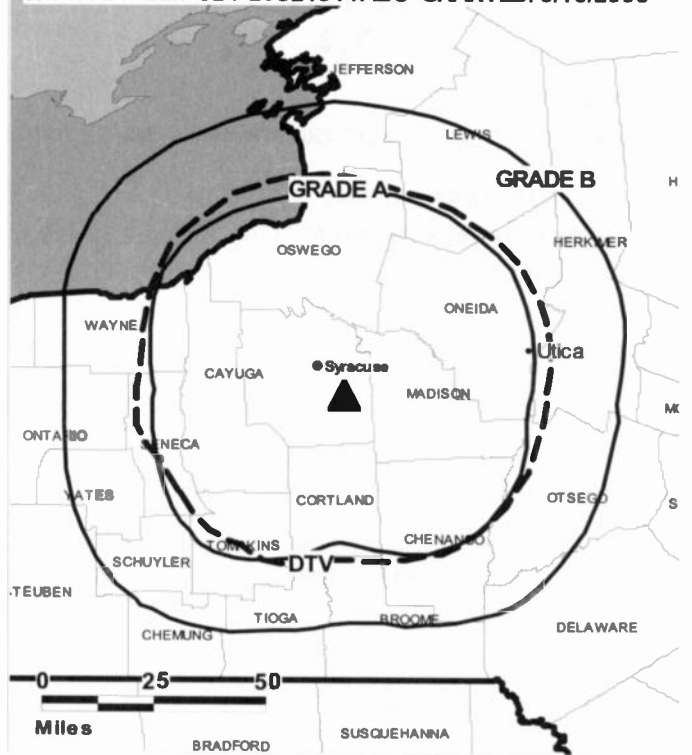 JEFFERSON
LEWIS
GRADE B
GRADE A
H
OSWEGO
HERKIMER
ONEIDA
WAYNE
Utica
Syracuse
CAYUGA
MADISON
ONTARIO
SENECA
YATES
CORTLAND
OTSEGO
S
TOMPKINS
CHENANGO
DTV
SCHUYLER
TEUBEN
TIOGA
BROOME
CHEMUNG
DELAWARE
0 25 50
Miles
SUSQUEHANNA
BRADFORD